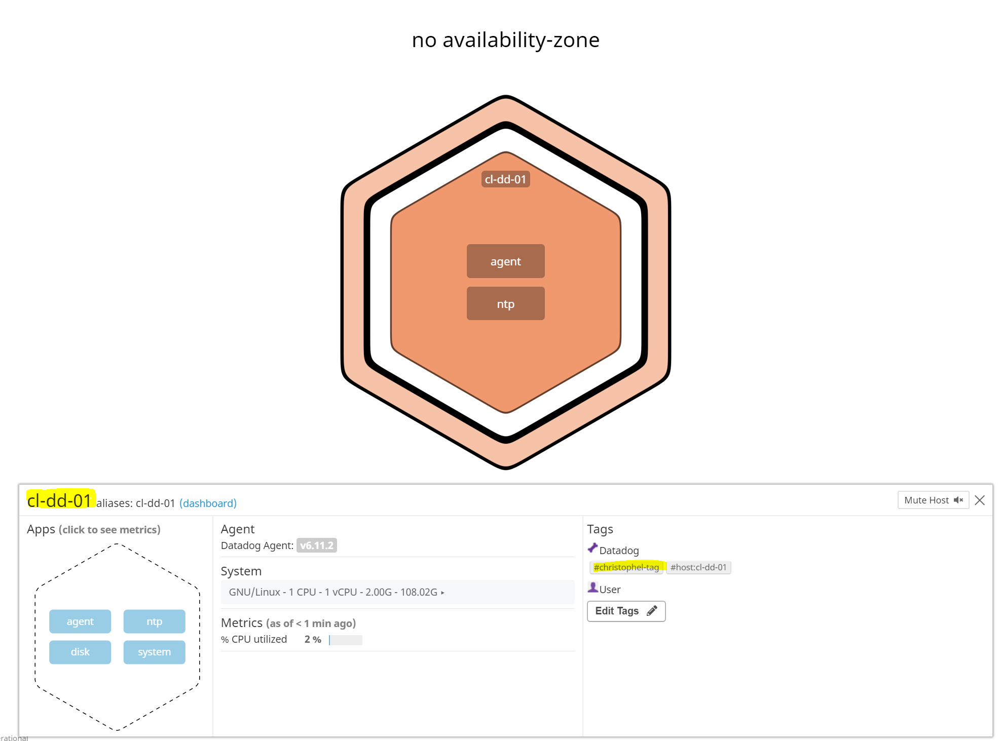 no availability-zone
cl-dd-01
agent
ntp
cl-dd-01 aliases: cl-dd-01 (dashboard)
Mute Host
Apps (click to see metrics)
agent ntp
disk system
Agent
Datadog Agent: v6.11.2
System
GNU/Linux - 1 CPU - 1 vCPU - 2.00G - 108.02G ▸
Metrics (as of < 1 min ago)
% CPU utilized 2 %
Tags
Datadog
#christophel-tag #host:cl-dd-01
User
Edit Tags